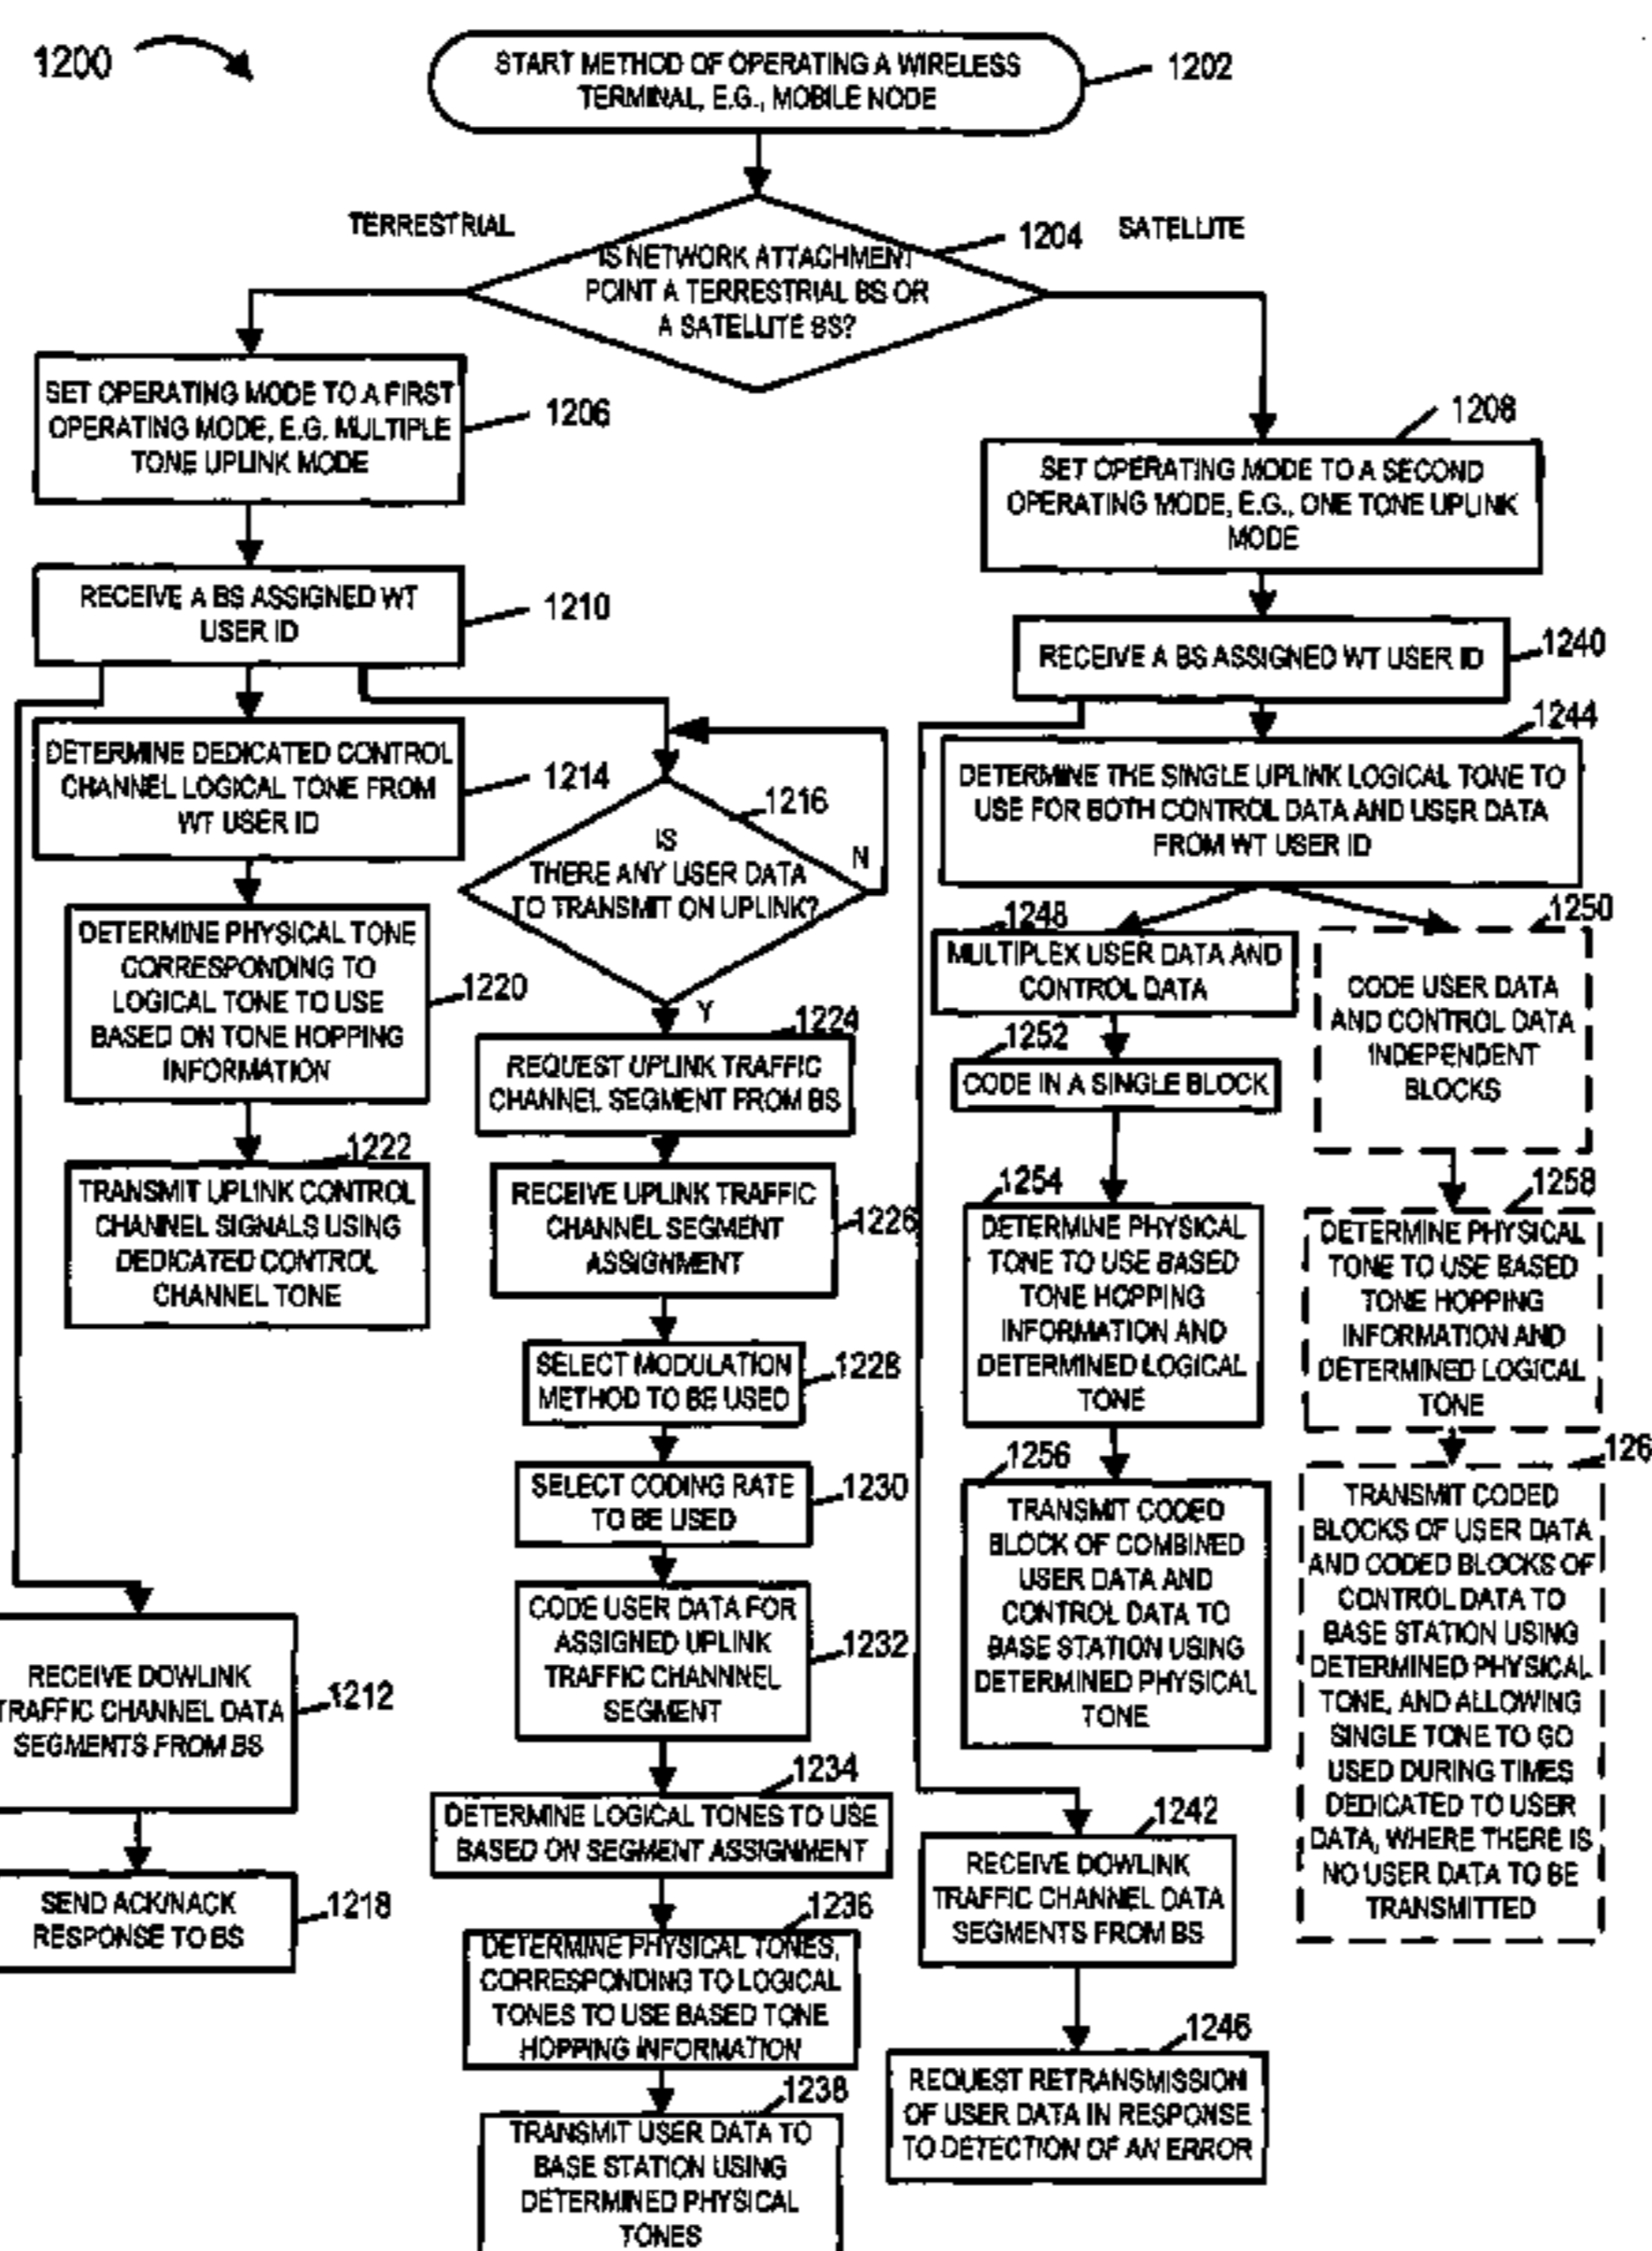 1200
START METHOD OF OPERATING A WIRELESS
TERMINAL, E.G., MOBILE NODE
1202
TERRESTRIAL
1204
SATELLITE
IS NETWORK ATTACHMENT
POINT A TERRESTRIAL BS OR
A SATELLITE BS?
SET OPERATING MODE TO A FIRST
OPERATING MODE, E.G. MULTIPLE
TONE UPLINK MODE
1206
1208
SET OPERATING MODE TO A SECOND
OPERATING MODE, E.G., ONE TONE UPLINK
MODE
RECEIVE A BS ASSIGNED WT
USER ID
1210
RECEIVE A BS ASSIGNED WT USER ID
1240
DETERMINE DEDICATED CONTROL
CHANNEL LOGICAL TONE FROM
WT USER ID
1214
1216
IS
THERE ANY USER DATA
TO TRANSMIT ON UPLINK?
N
Y
1244
DETERMINE THE SINGLE UPLINK LOGICAL TONE TO
USE FOR BOTH CONTROL DATA AND USER DATA
FROM WT USER ID
DETERMINE PHYSICAL TONE
CORRESPONDING TO
LOGICAL TONE TO USE
BASED ON TONE HOPPING
INFORMATION
1220
1222
TRANSMIT UPLINK CONTROL
CHANNEL SIGNALS USING
DEDICATED CONTROL
CHANNEL TONE
1224
REQUEST UPLINK TRAFFIC
CHANNEL SEGMENT FROM BS
RECEIVE UPLINK TRAFFIC
CHANNEL SEGMENT
ASSIGNMENT
1226
SELECT MODULATION
METHOD TO BE USED
1228
SELECT CODING RATE
TO BE USED
1230
CODE USER DATA FOR
ASSIGNED UPLINK
TRAFFIC CHANNNEL
SEGMENT
1232
1234
DETERMINE LOGICAL TONES TO USE
BASED ON SEGMENT ASSIGNMENT
1236
DETERMINE PHYSICAL TONES,
CORRESPONDING TO LOGICAL
TONES TO USE BASED TONE
HOPPING INFORMATION
1238
TRANSMIT USER DATA TO
BASE STATION USING
DETERMINED PHYSICAL
TONES
RECEIVE DOWLINK
TRAFFIC CHANNEL DATA
SEGMENTS FROM BS
1212
SEND ACK/NACK
RESPONSE TO BS
1218
1248
MULTIPLEX USER DATA AND
CONTROL DATA
1252
CODE IN A SINGLE BLOCK
1254
DETERMINE PHYSICAL
TONE TO USE BASED
TONE HOPPING
INFORMATION AND
DETERMINED LOGICAL
TONE
1256
TRANSMIT CODED
BLOCK OF COMBINED
USER DATA AND
CONTROL DATA TO
BASE STATION USING
DETERMINED PHYSICAL
TONE
1250
CODE USER DATA
AND CONTROL DATA
INDEPENDENT
BLOCKS
1258
DETERMINE PHYSICAL
TONE TO USE BASED
TONE HOPPING
INFORMATION AND
DETERMINED LOGICAL
TONE
126
TRANSMIT CODED
BLOCKS OF USER DATA
AND CODED BLOCKS OF
CONTROL DATA TO
BASE STATION USING
DETERMINED PHYSICAL
TONE, AND ALLOWING
SINGLE TONE TO GO
USED DURING TIMES
DEDICATED TO USER
DATA, WHERE THERE IS
NO USER DATA TO BE
TRANSMITTED
1242
RECEIVE DOWLINK
TRAFFIC CHANNEL DATA
SEGMENTS FROM BS
1246
REQUEST RETRANSMISSION
OF USER DATA IN RESPONSE
TO DETECTION OF AN ERROR